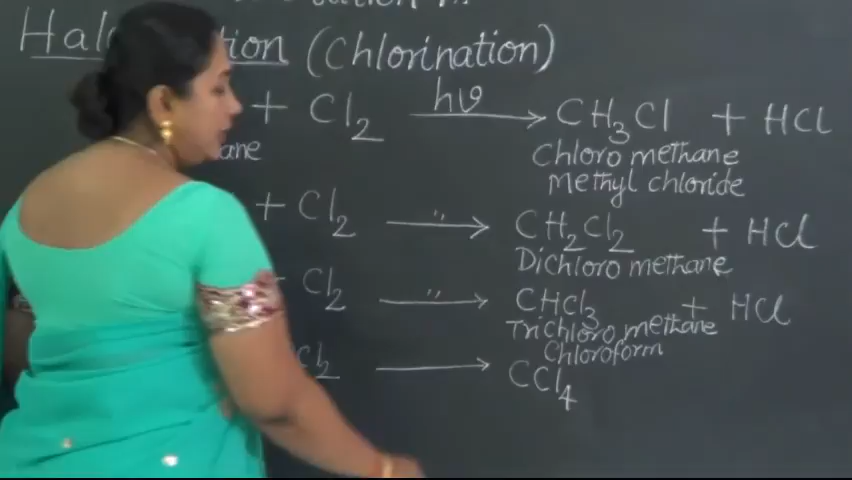 Hal tion (Chlorination)
+ Cl₂ hν → CH₃Cl + HCl
ane Chloro methane
Methyl chloride
+ Cl₂ " → CH₂Cl₂ + HCl
Dichloro methane
Cl₂ " → CHCl₃ + HCl
Trichloro methane
Chloroform
Cl₂ → CCl₄